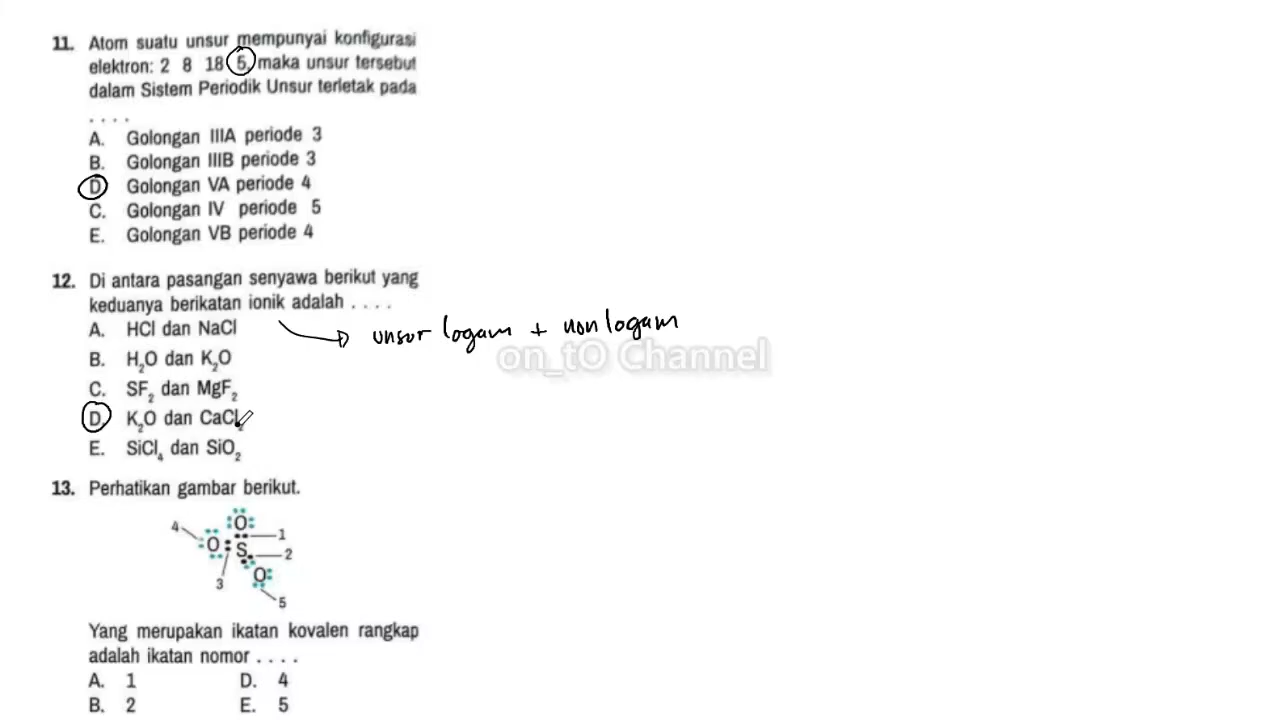 11. Atom suatu unsur mempunyai konfigurasi
elektron: 2 8 18 5, maka unsur tersebut
dalam Sistem Periodik Unsur terletak pada
. . . .
A. Golongan IIIA periode 3
B. Golongan IIIB periode 3
D Golongan VA periode 4
C. Golongan IV periode 5
E. Golongan VB periode 4
12. Di antara pasangan senyawa berikut yang
keduanya berikatan ionik adalah . . . .
unsur logam + non logam
A. HCl dan NaCl
B. H₂O dan K₂O
C. SF₂ dan MgF₂
D. K₂O dan CaCl₂
E. SiCl₄ dan SiO₂
on_tO Channel
13. Perhatikan gambar berikut.
4 O 1
O S 2
3 O
5
Yang merupakan ikatan kovalen rangkap
adalah ikatan nomor . . . .
A. 1 D. 4
B. 2 E. 5